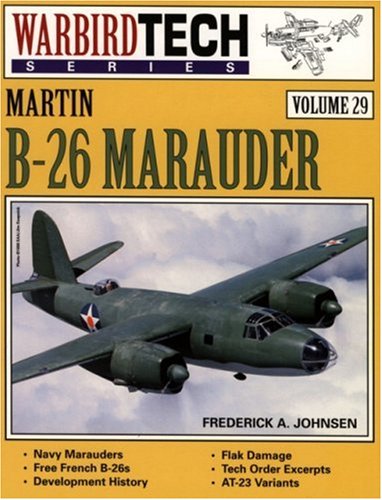 WARBIRDTECH
SERIES
VOLUME 29
MARTIN
B-26 MARAUDER
FREDERICK A. JOHNSEN
• Navy Marauders
• Free French B-26s
• Development History
• Flak Damage
• Tech Order Excerpts
• AT-23 Variants